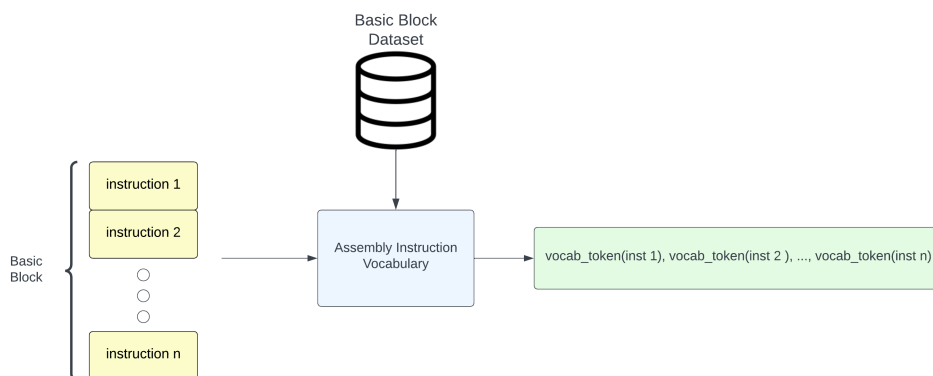 Basic Block
Dataset
instruction 1
instruction 2
Basic
Block
instruction n
Assembly Instruction
Vocabulary
vocab_token(inst 1), vocab_token(inst 2 ), ..., vocab_token(inst n)